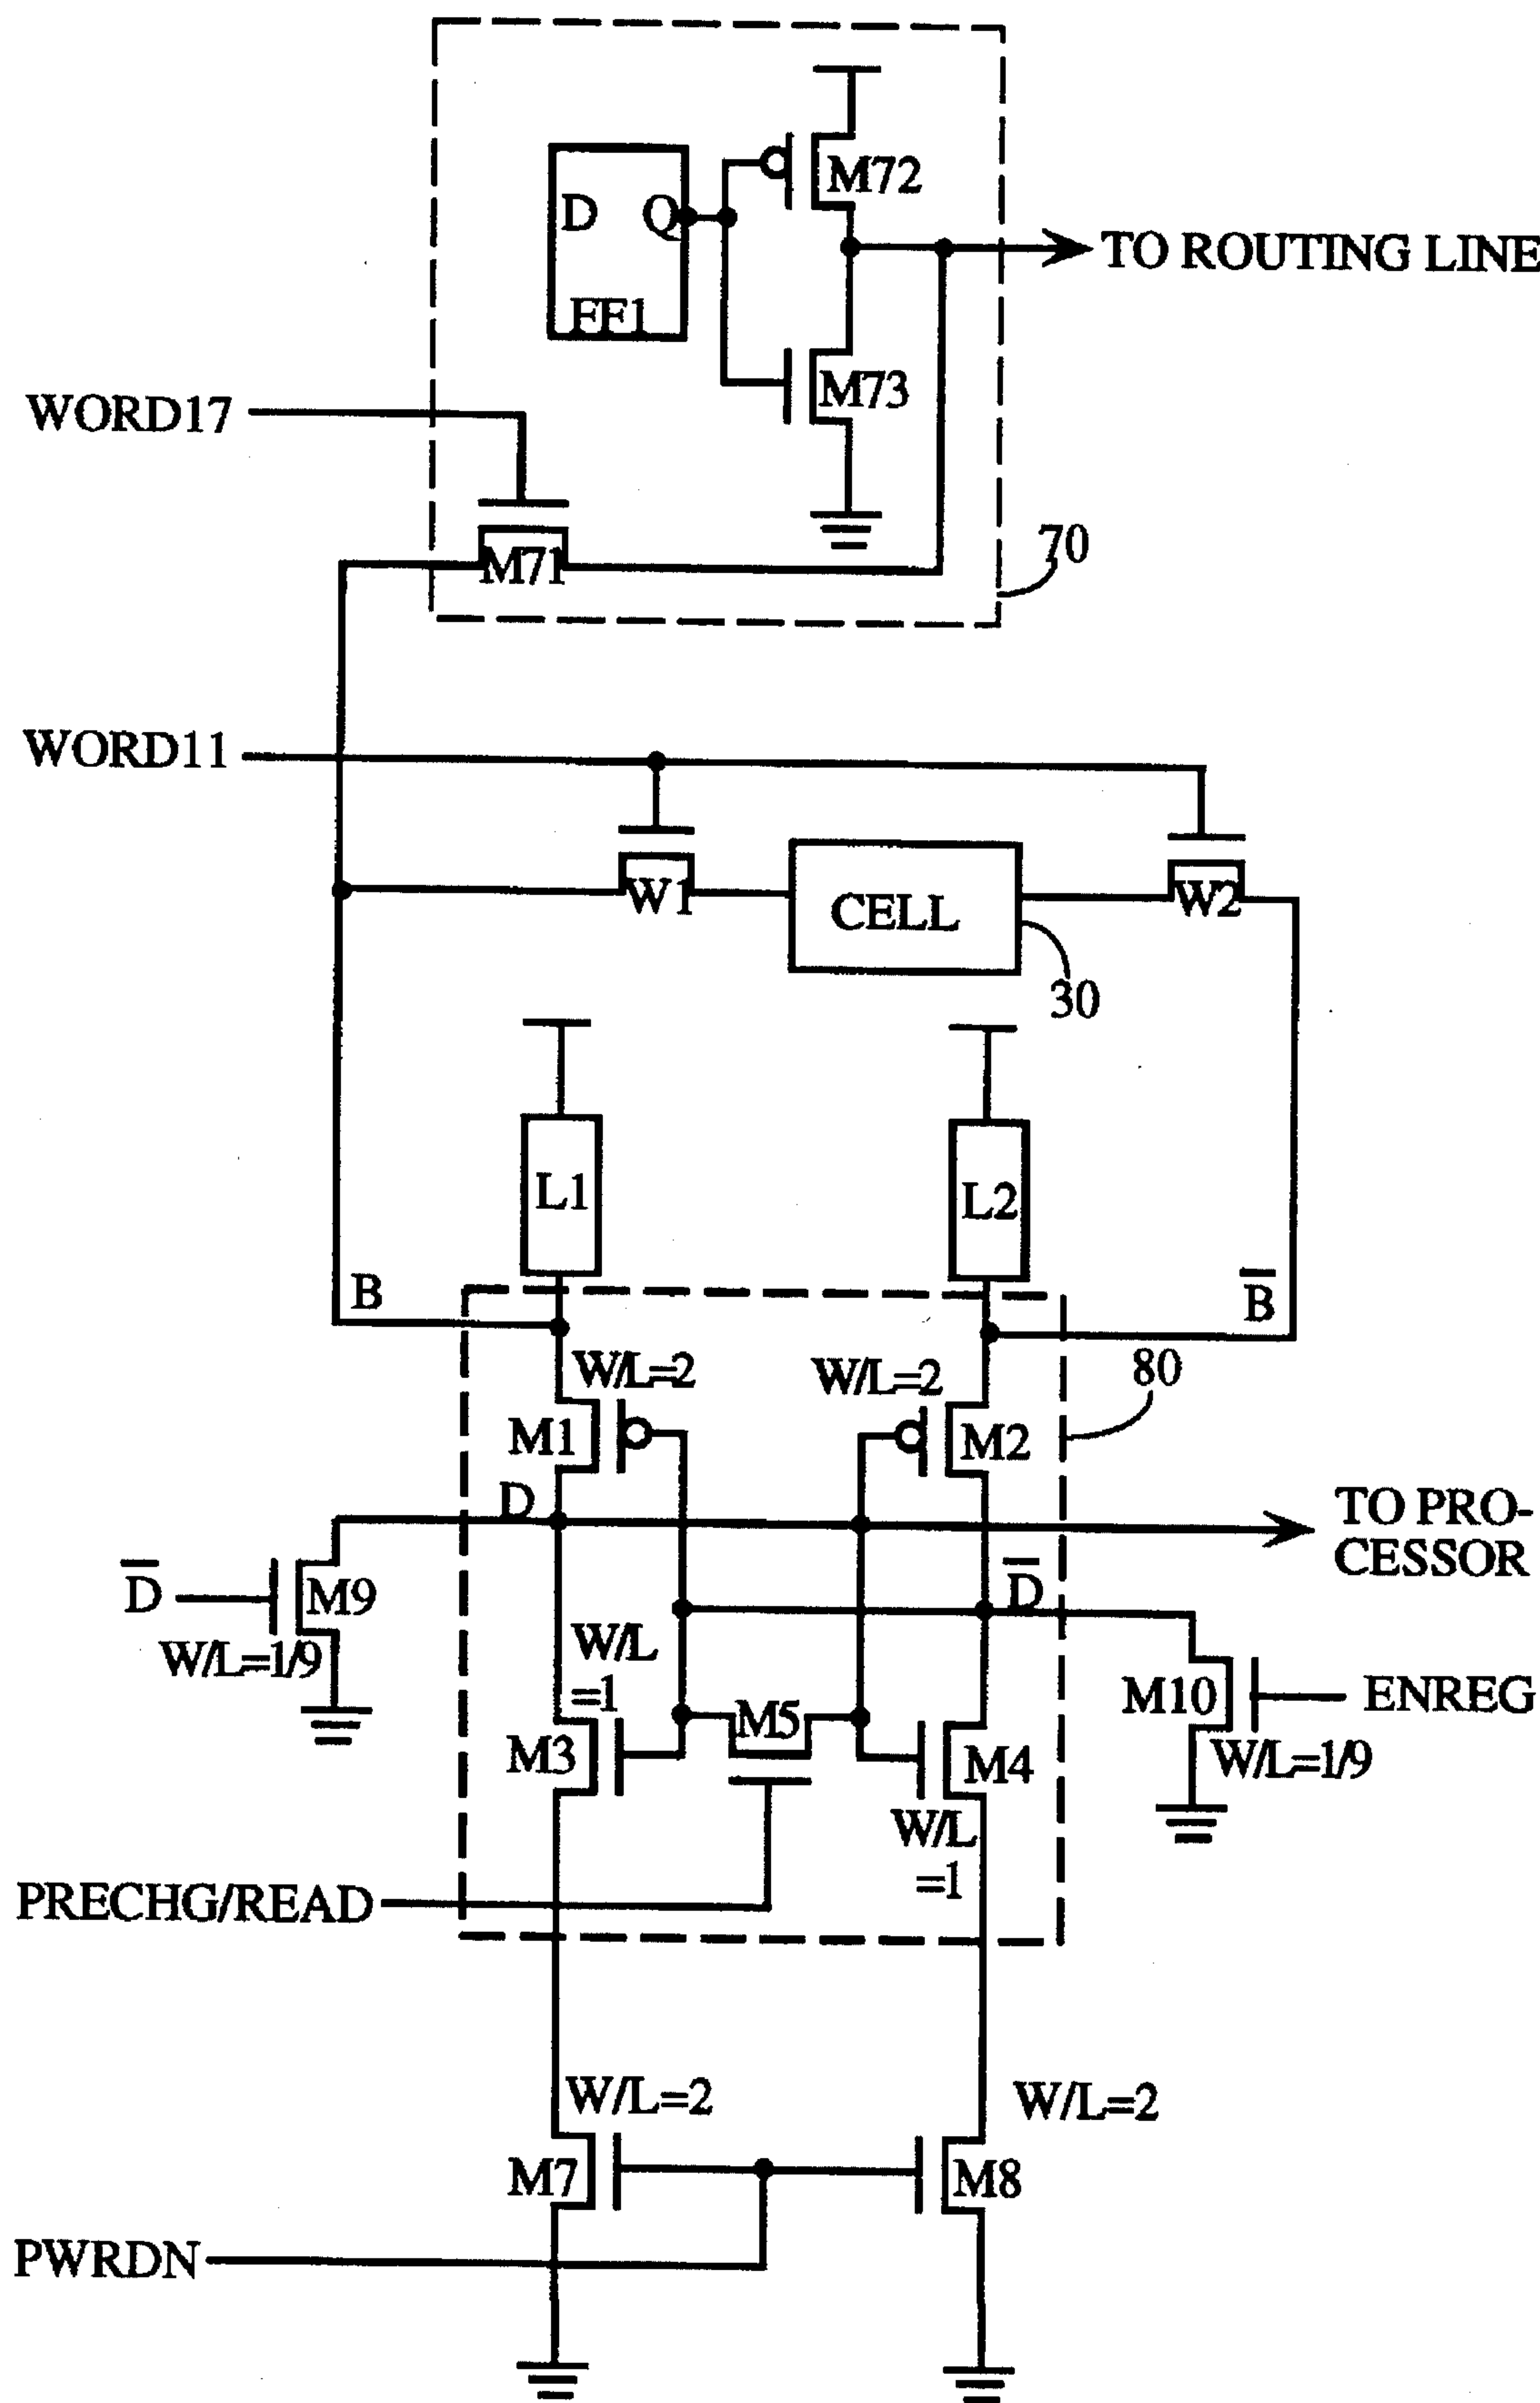 M72
D Q
FF1
TO ROUTING LINE
M73
WORD17
M71
70
WORD11
W1
CELL
W2
30
L1
L2
B
B̅
W/L=2
W/L=2
80
M1
M2
D
TO PRO-
CESSOR
D̅
M9
D̅
W/L=1/9
W/L
=1
M5
M10
ENREG
W/L=1/9
M3
M4
W/L
=1
PRECHG/READ
W/L=2
W/L=2
M7
M8
PWRDN